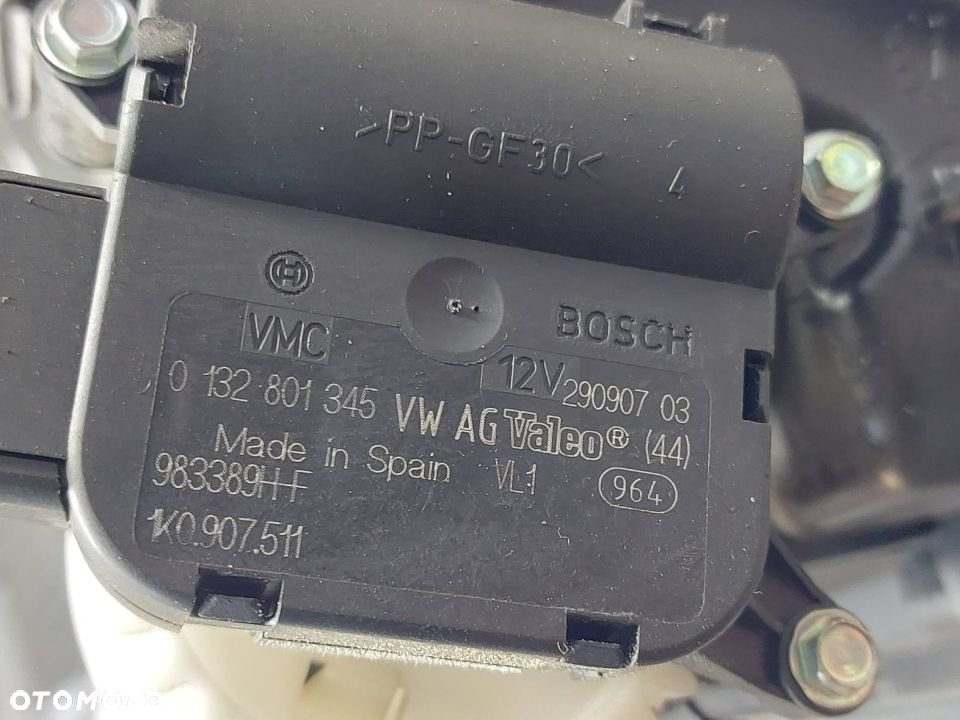 >PP-GF30< 4
BOSCH
VMC
12V 290907 03
0 132 801 345 VW AG Valeo® (44)
Made in Spain VL1 964
983389H F
1K0.907.511
OTOMOTO